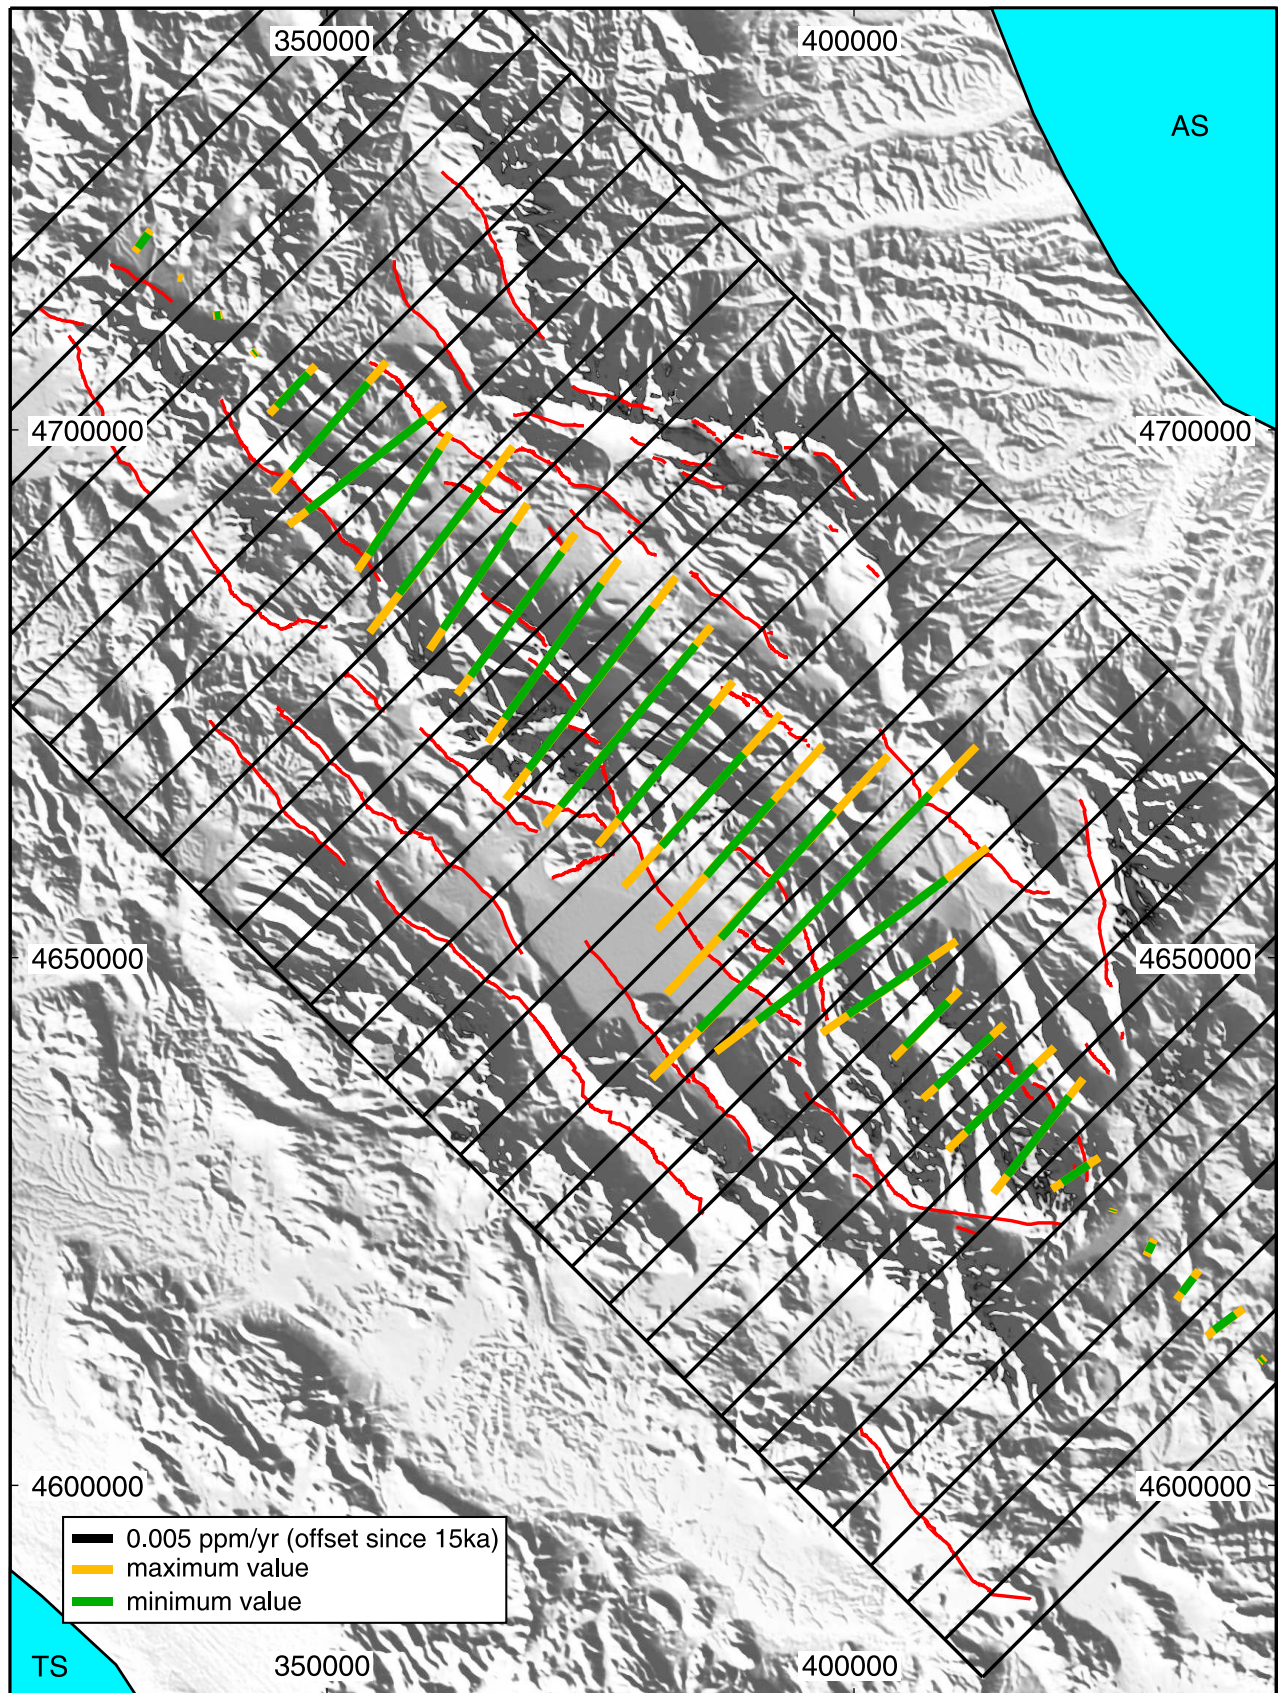 350000 400000
AS
4700000 4700000
4650000 4650000
4600000 4600000
0.005 ppm/yr (offset since 15ka)
maximum value
minimum value
TS 350000 400000